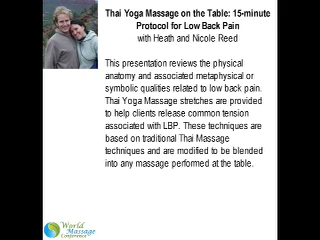 Thai Yoga Massage on the Table: 15-minute
Protocol for Low Back Pain
with Heath and Nicole Reed
This presentation reviews the physical
anatomy and associated metaphysical or
symbolic qualities related to low back pain.
Thai Yoga Massage stretches are provided
to help clients release common tension
associated with LBP. These techniques are
based on traditional Thai Massage
techniques and are modified to be blended
into any massage performed at the table.
World
Massage
Conference